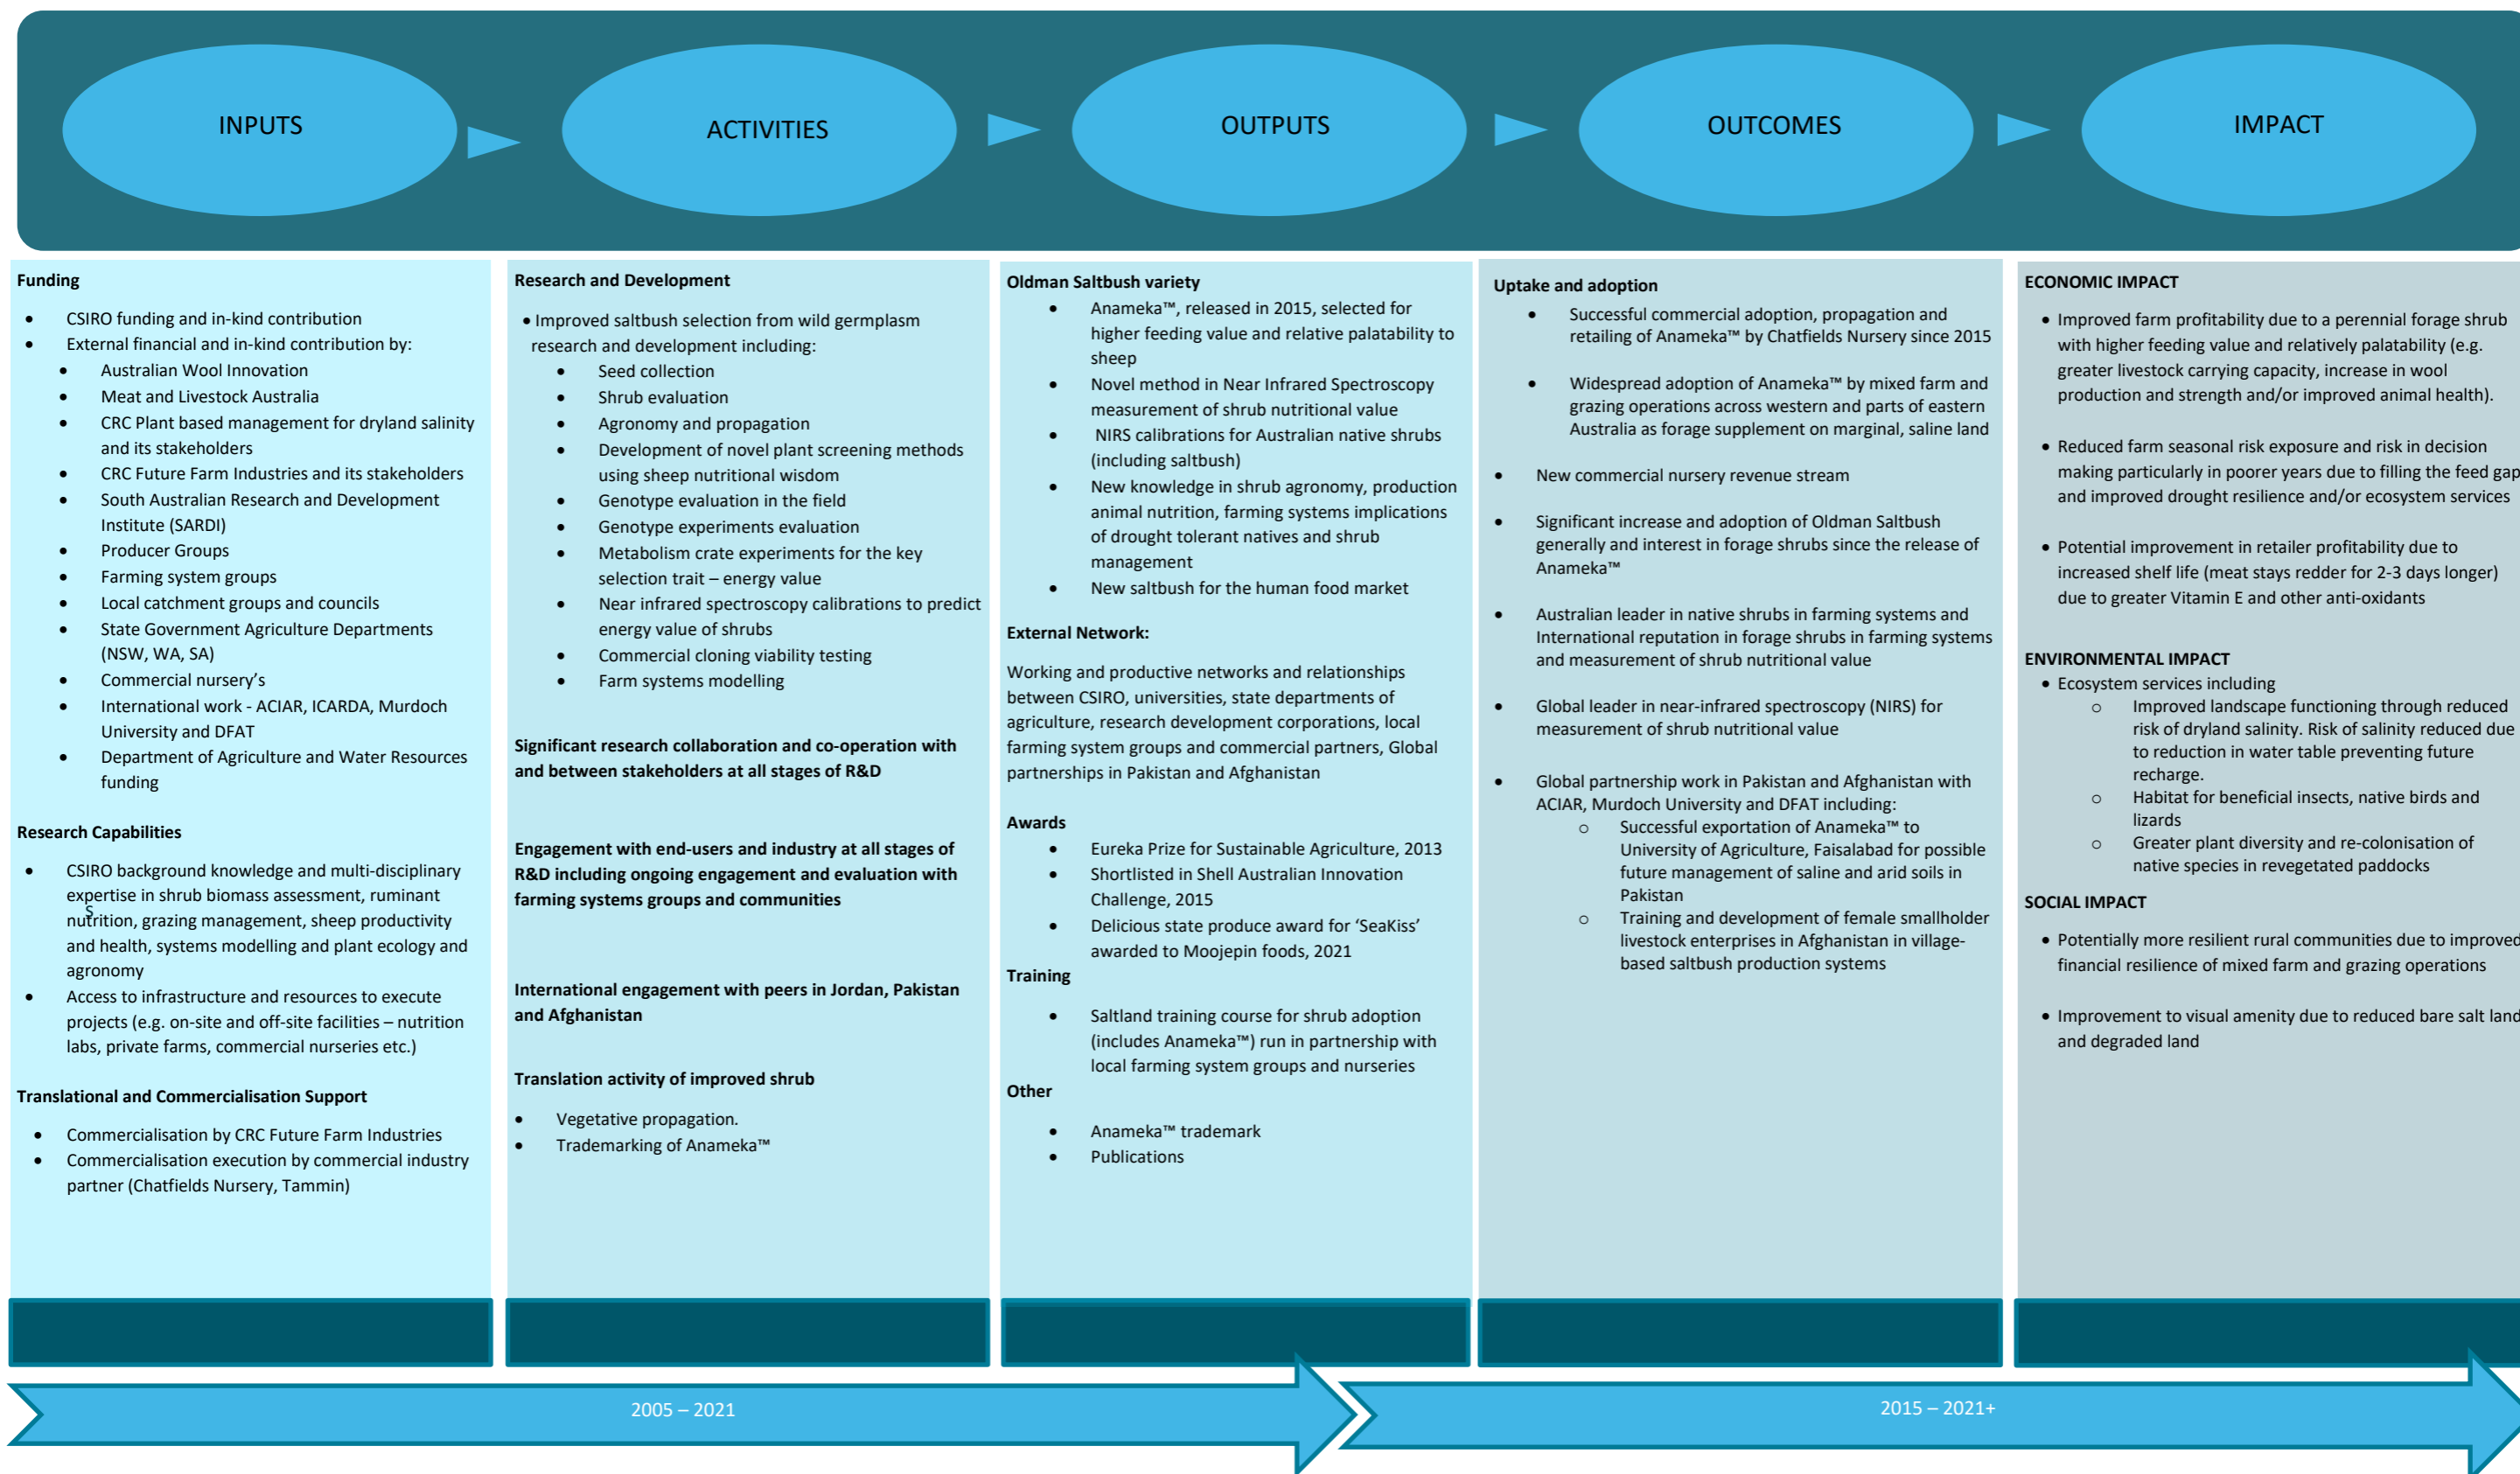 INPUTS
ACTIVITIES
OUTPUTS
OUTCOMES
IMPACT
Funding
• CSIRO funding and in-kind contribution
• External financial and in-kind contribution by:
• Australian Wool Innovation
• Meat and Livestock Australia
• CRC Plant based management for dryland salinity
and its stakeholders
• CRC Future Farm Industries and its stakeholders
• South Australian Research and Development
Institute (SARDI)
• Producer Groups
• Farming system groups
• Local catchment groups and councils
• State Government Agriculture Departments
(NSW, WA, SA)
• Commercial nursery's
• International work - ACIAR, ICARDA, Murdoch
University and DFAT
• Department of Agriculture and Water Resources
funding
Research Capabilities
• CSIRO background knowledge and multi-disciplinary
expertise in shrub biomass assessment, ruminant
s
nutrition, grazing management, sheep productivity
and health, systems modelling and plant ecology and
agronomy
• Access to infrastructure and resources to execute
projects (e.g. on-site and off-site facilities – nutrition
labs, private farms, commercial nurseries etc.)
Translational and Commercialisation Support
• Commercialisation by CRC Future Farm Industries
• Commercialisation execution by commercial industry
partner (Chatfields Nursery, Tammin)
Research and Development
• Improved saltbush selection from wild germplasm
research and development including:
• Seed collection
• Shrub evaluation
• Agronomy and propagation
• Development of novel plant screening methods
using sheep nutritional wisdom
• Genotype evaluation in the field
• Genotype experiments evaluation
• Metabolism crate experiments for the key
selection trait – energy value
• Near infrared spectroscopy calibrations to predict
energy value of shrubs
• Commercial cloning viability testing
• Farm systems modelling
Significant research collaboration and co-operation with
and between stakeholders at all stages of R&D
Engagement with end-users and industry at all stages of
R&D including ongoing engagement and evaluation with
farming systems groups and communities
International engagement with peers in Jordan, Pakistan
and Afghanistan
Translation activity of improved shrub
• Vegetative propagation.
• Trademarking of Anameka™
Oldman Saltbush variety
• Anameka™, released in 2015, selected for
higher feeding value and relative palatability to
sheep
• Novel method in Near Infrared Spectroscopy
measurement of shrub nutritional value
• NIRS calibrations for Australian native shrubs
(including saltbush)
• New knowledge in shrub agronomy, production
animal nutrition, farming systems implications
of drought tolerant natives and shrub
management
• New saltbush for the human food market
External Network:
Working and productive networks and relationships
between CSIRO, universities, state departments of
agriculture, research development corporations, local
farming system groups and commercial partners, Global
partnerships in Pakistan and Afghanistan
Awards
• Eureka Prize for Sustainable Agriculture, 2013
• Shortlisted in Shell Australian Innovation
Challenge, 2015
• Delicious state produce award for ‘SeaKiss’
awarded to Moojepin foods, 2021
Training
• Saltland training course for shrub adoption
(includes Anameka™) run in partnership with
local farming system groups and nurseries
Other
• Anameka™ trademark
• Publications
Uptake and adoption
• Successful commercial adoption, propagation and
retailing of Anameka™ by Chatfields Nursery since 2015
• Widespread adoption of Anameka™ by mixed farm and
grazing operations across western and parts of eastern
Australia as forage supplement on marginal, saline land
• New commercial nursery revenue stream
• Significant increase and adoption of Oldman Saltbush
generally and interest in forage shrubs since the release of
Anameka™
• Australian leader in native shrubs in farming systems and
International reputation in forage shrubs in farming systems
and measurement of shrub nutritional value
• Global leader in near-infrared spectroscopy (NIRS) for
measurement of shrub nutritional value
• Global partnership work in Pakistan and Afghanistan with
ACIAR, Murdoch University and DFAT including:
o Successful exportation of Anameka™ to
University of Agriculture, Faisalabad for possible
future management of saline and arid soils in
Pakistan
o Training and development of female smallholder
livestock enterprises in Afghanistan in village-
based saltbush production systems
ECONOMIC IMPACT
• Improved farm profitability due to a perennial forage shrub
with higher feeding value and relatively palatability (e.g.
greater livestock carrying capacity, increase in wool
production and strength and/or improved animal health).
• Reduced farm seasonal risk exposure and risk in decision
making particularly in poorer years due to filling the feed gap
and improved drought resilience and/or ecosystem services
• Potential improvement in retailer profitability due to
increased shelf life (meat stays redder for 2-3 days longer)
due to greater Vitamin E and other anti-oxidants
ENVIRONMENTAL IMPACT
• Ecosystem services including
o Improved landscape functioning through reduced
risk of dryland salinity. Risk of salinity reduced due
to reduction in water table preventing future
recharge.
o Habitat for beneficial insects, native birds and
lizards
o Greater plant diversity and re-colonisation of
native species in revegetated paddocks
SOCIAL IMPACT
• Potentially more resilient rural communities due to improved
financial resilience of mixed farm and grazing operations
• Improvement to visual amenity due to reduced bare salt land
and degraded land
2005 – 2021
2015 – 2021+